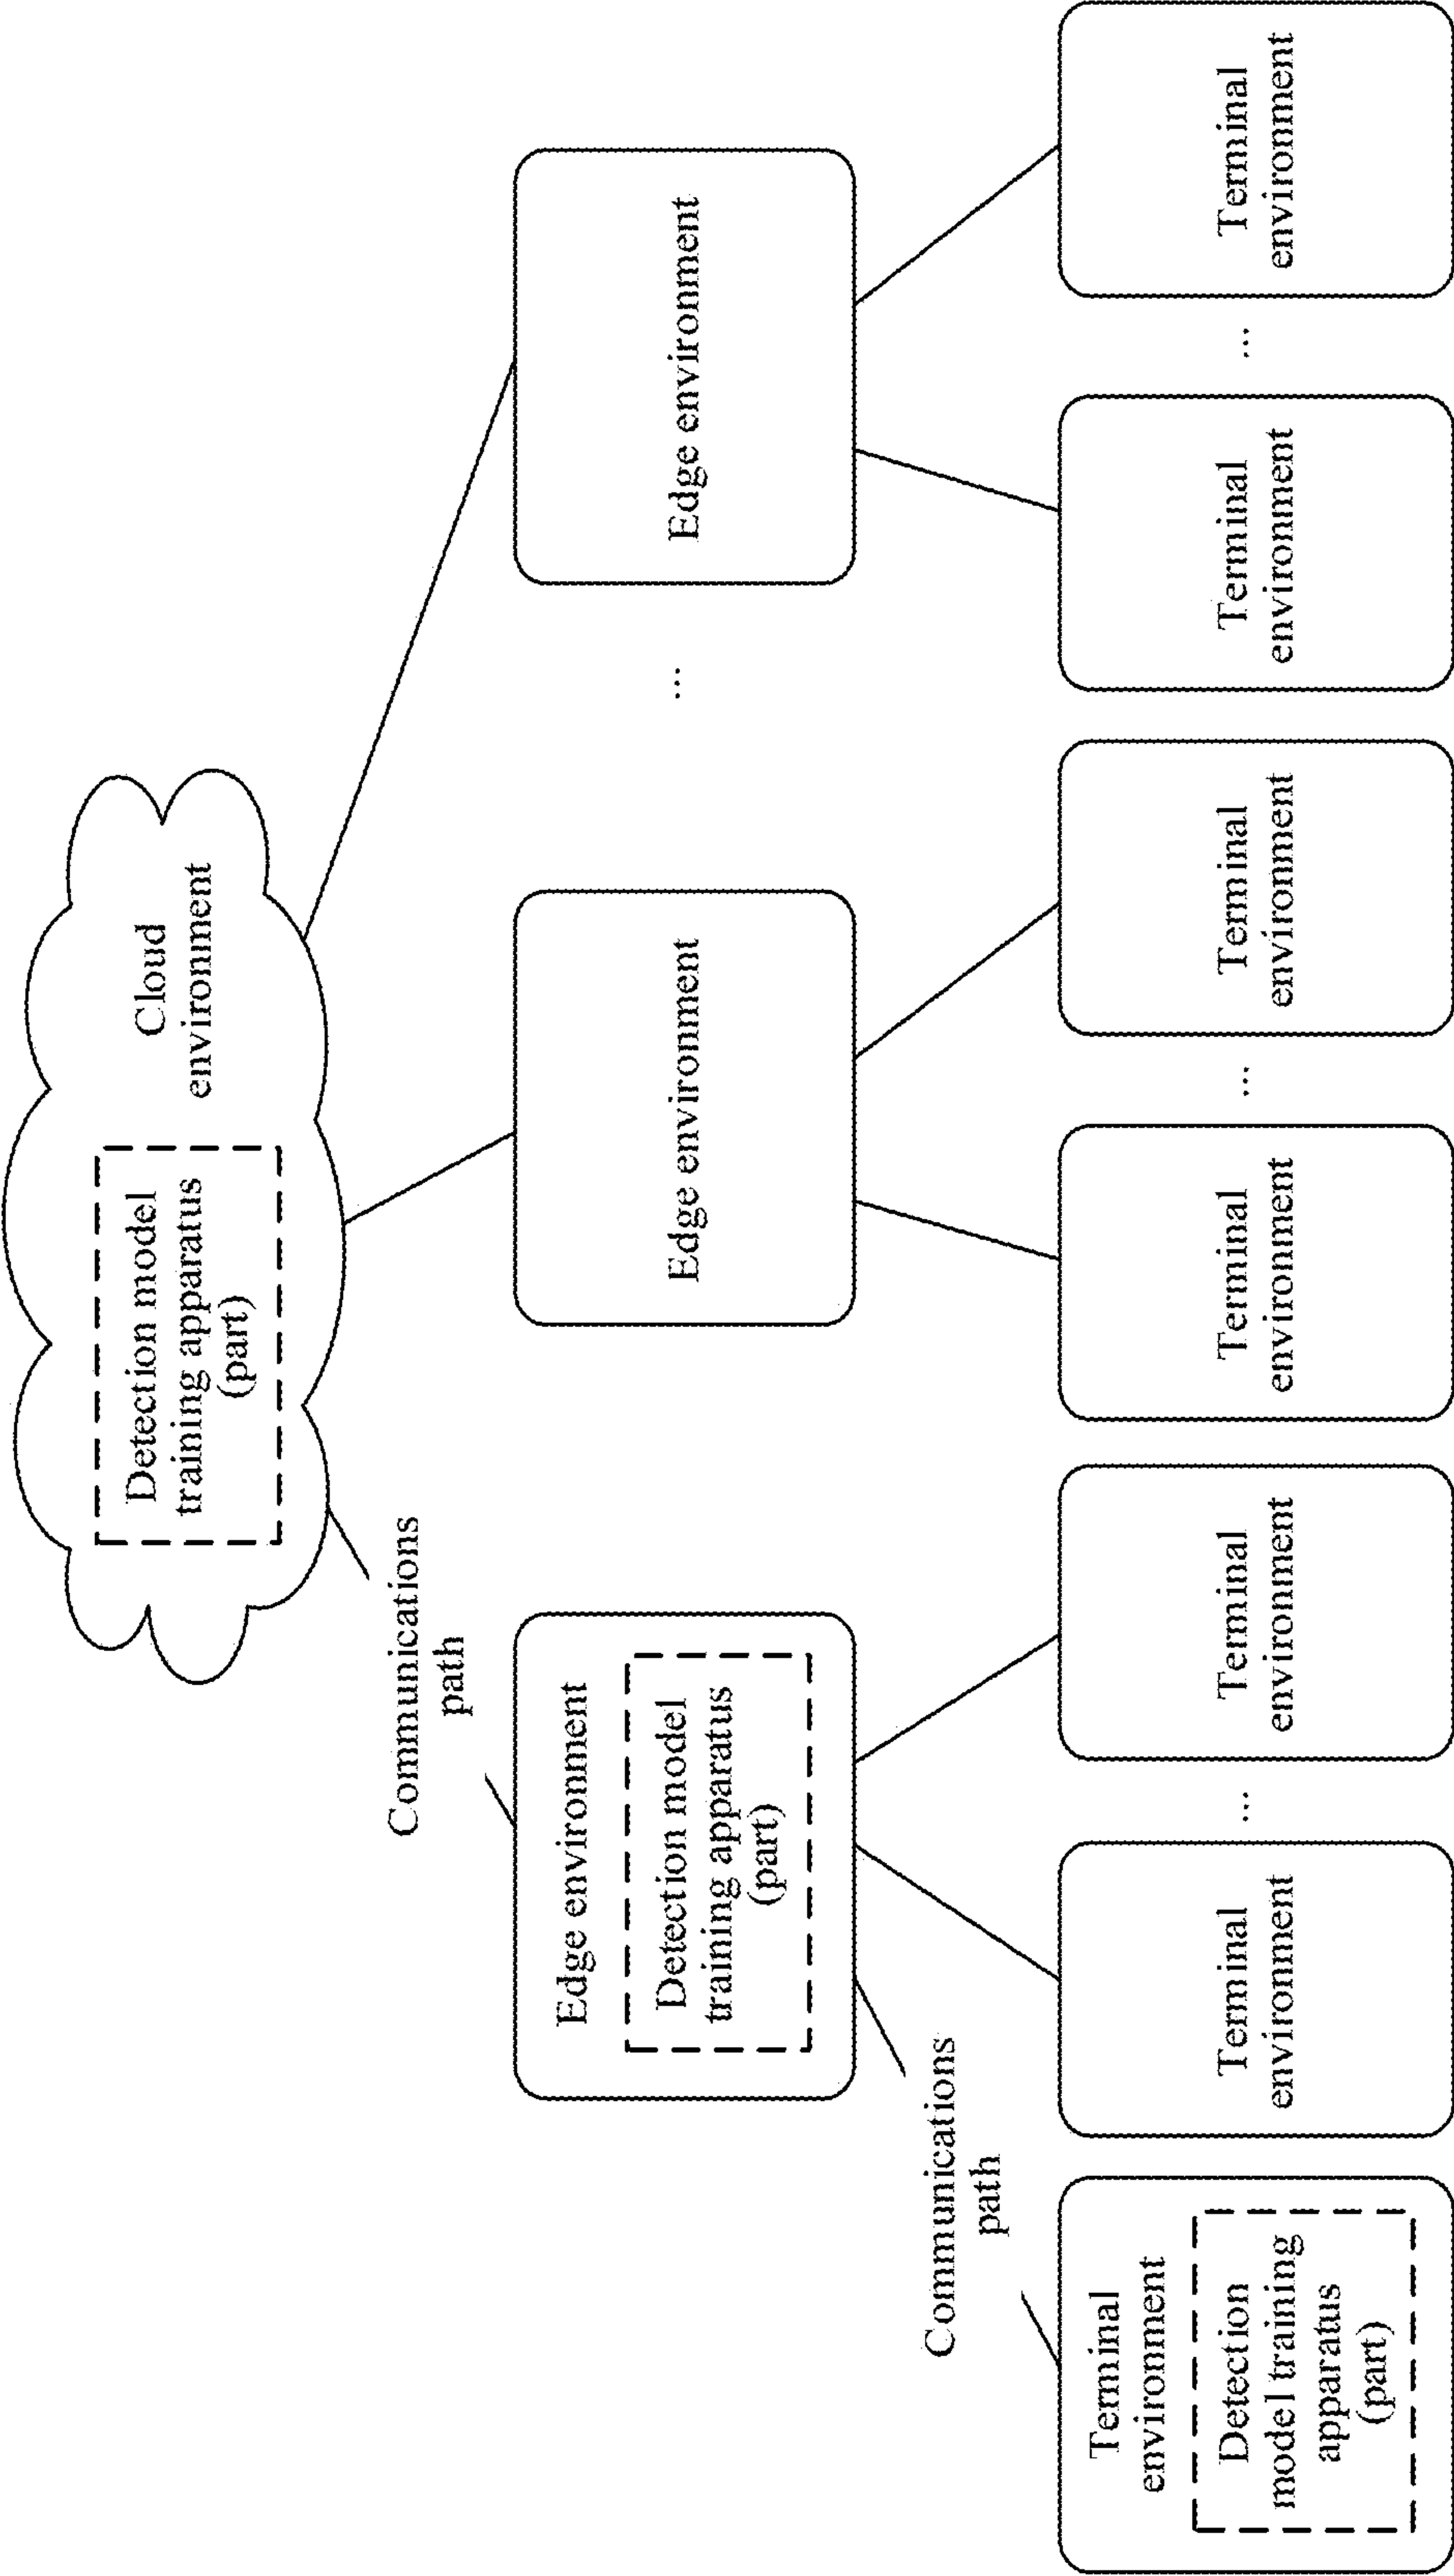 Cloud
environment
Detection model
training apparatus
(part)
Communications
path
Edge environment
Detection model
training apparatus
(part)
Edge environment
...
Edge environment
Communications
path
Terminal
environment
Detection
model training
apparatus
(part)
Terminal
environment
...
Terminal
environment
Terminal
environment
...
Terminal
environment
Terminal
environment
...
Terminal
environment